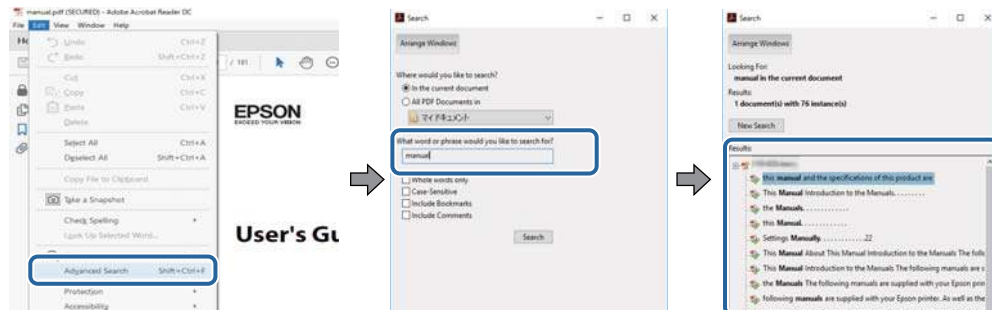 manual.pdf (SECURED) - Adobe Acrobat Reader DC
File Edit View Window Help
Undo Ctrl+Z
Redo Shift+Ctrl+Z
Cut Ctrl+X
Copy Ctrl+C
Paste Ctrl+V
Delete
Select All Ctrl+A
Deselect All Shift+Ctrl+A
Copy File to Clipboard
Take a Snapshot
Check Spelling
Look Up Selected Word...
Advanced Search Shift+Ctrl+F
Protection
Accessibility
/ 181
EPSON
EXCEED YOUR VISION
User's Gu
Search
Arrange Windows
Where would you like to search?
In the current document
All PDF Documents in
マイ ドキュメント
What word or phrase would you like to search for?
manual
Whole words only
Case-Sensitive
Include Bookmarks
Include Comments
Search
Search
Arrange Windows
Looking For:
manual in the current document
Results:
1 document(s) with 76 instance(s)
New Search
Results:
this manual and the specifications of this product are
This Manual Introduction to the Manuals.........
the Manuals.............
this Manual.............
Settings Manually.............22
This Manual About This Manual Introduction to the Manuals The follo
This Manual Introduction to the Manuals The following manuals are s
the Manuals The following manuals are supplied with your Epson prin
following manuals are supplied with your Epson printer. As well as the